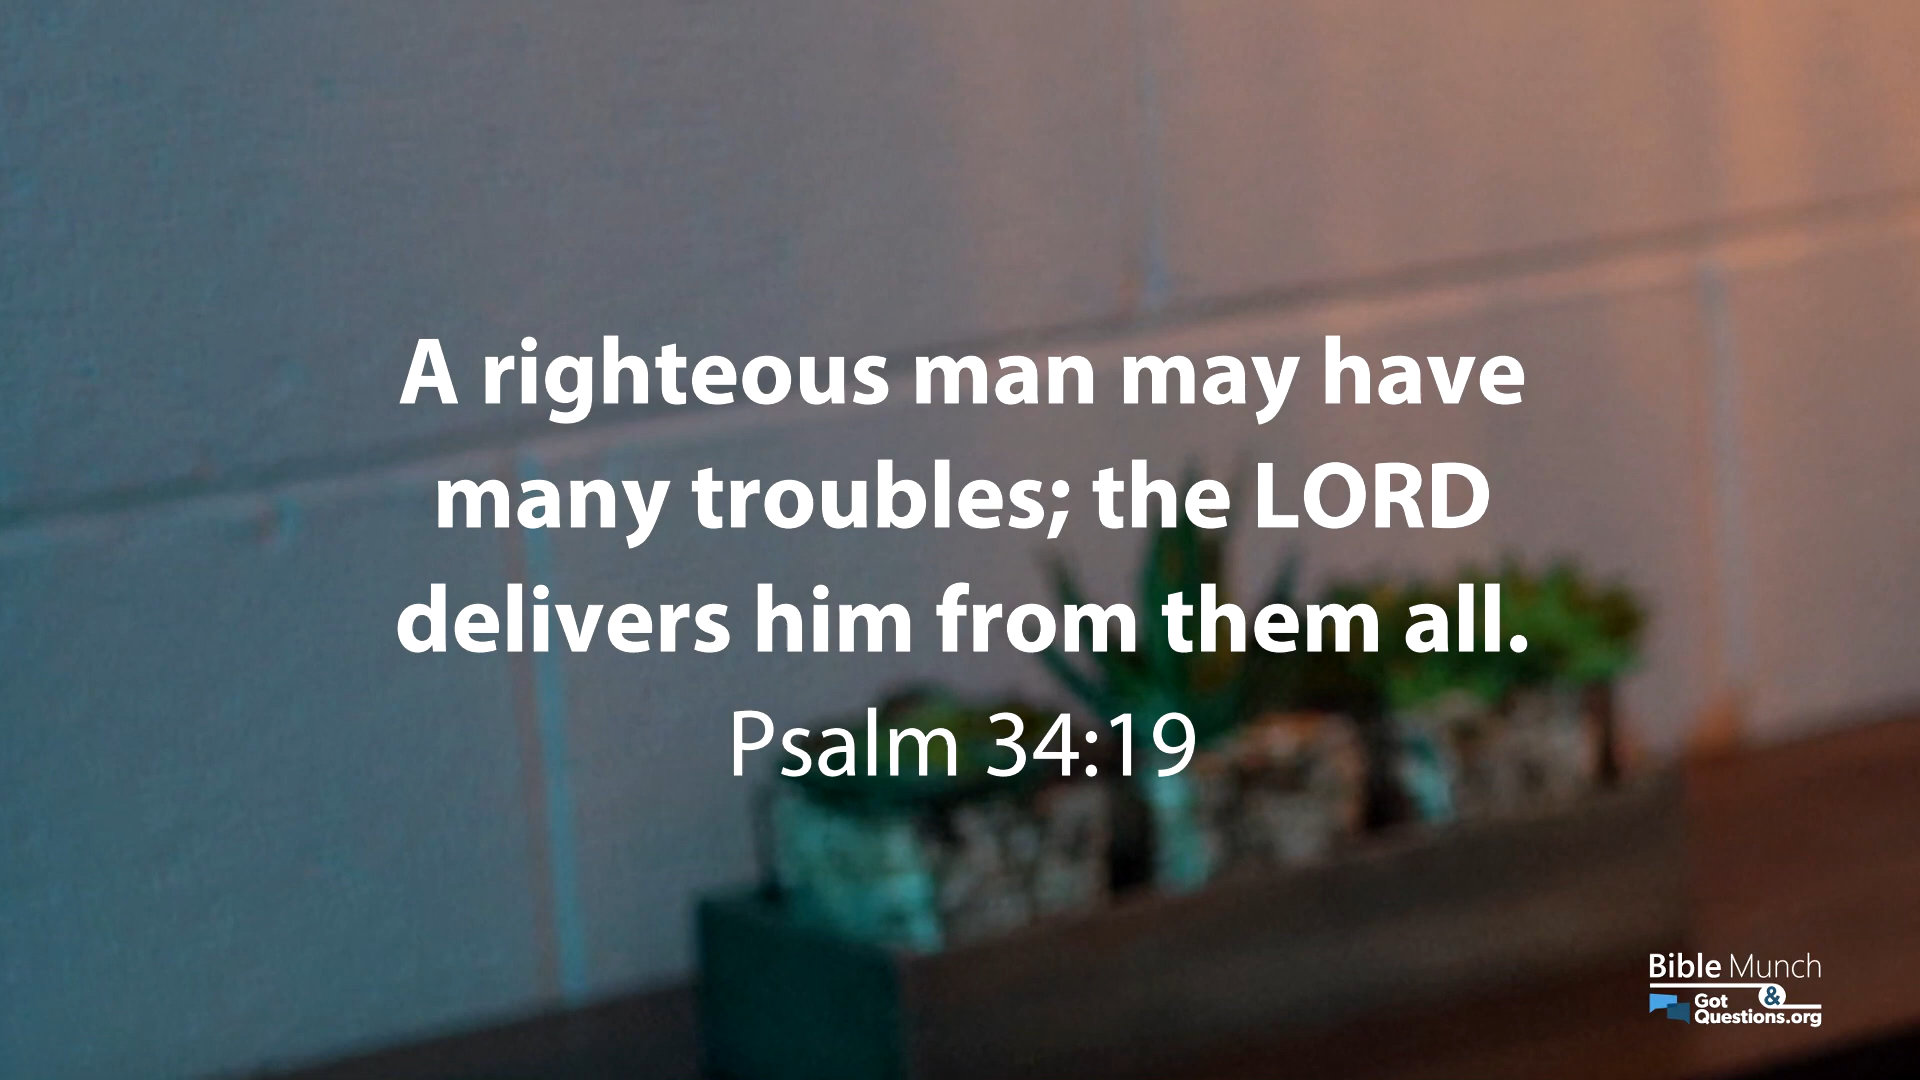 A righteous man may have
many troubles; the LORD
delivers him from them all.
Psalm 34:19
Bible Munch
&
Got
Questions.org